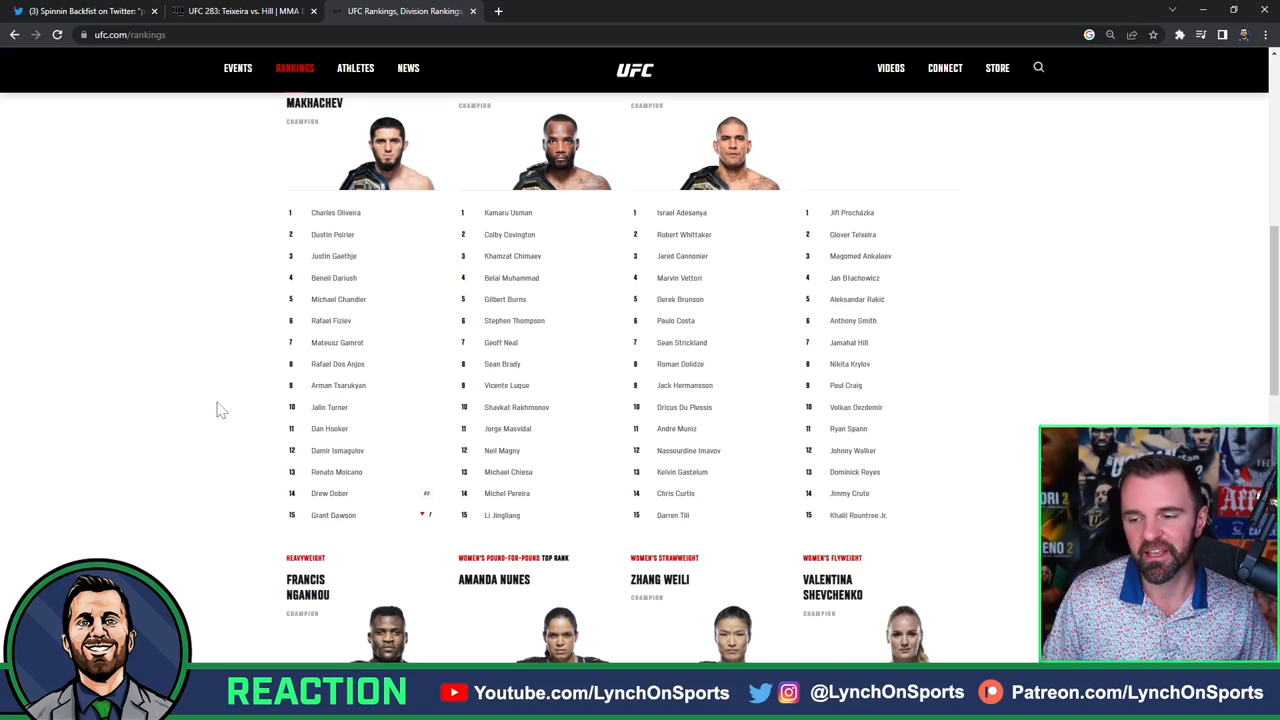 (3) Spinnin Backfist on Twitter: "p
UFC 283: Teixeira vs. Hill | MMA E
UFC Rankings,
ufc.com/rankings
EVENTS RANKINGS ATHLETES NEWS UFC VIDEOS CONNECT STORE
MAKHACHEV
CHAMPION CHAMPION CHAMPION
1 Charles Oliveira 1 Kamaru Usman 1 Israel Adesanya 1 Jiří Procházka
2 Dustin Poirier 2 Colby Covington 2 Robert Whittaker 2 Glover Teixeira
3 Justin Gaethje 3 Khamzat Chimaev 3 Jared Cannonier 3 Magomed Ankalaev
4 Beneil Dariush 4 Belal Muhammad 4 Marvin Vettori 4 Jan Błachowicz
5 Michael Chandler 5 Gilbert Burns 5 Derek Brunson 5 Aleksandar Rakić
6 Rafael Fiziev 6 Stephen Thompson 6 Paulo Costa 6 Anthony Smith
7 Mateusz Gamrot 7 Geoff Neal 7 Sean Strickland 7 Jamahal Hill
8 Rafael Dos Anjos 8 Sean Brady 8 Roman Dolidze 8 Nikita Krylov
9 Arman Tsarukyan 9 Vicente Luque 9 Jack Hermansson 9 Paul Craig
10 Jalin Turner 10 Shavkat Rakhmonov 10 Dricus Du Plessis 10 Volkan Oezdemir
11 Dan Hooker 11 Jorge Masvidal 11 Andre Muniz 11 Ryan Spann
12 Damir Ismagulov 12 Neil Magny 12 Nassourdine Imavov 12 Johnny Walker
13 Renato Moicano 13 Michael Chiesa 13 Kelvin Gastelum 13 Dominick Reyes
14 Drew Dober 14 Michel Pereira 14 Chris Curtis 14 Jimmy Crute
15 Grant Dawson 1 15 Li Jingliang 15 Darren Till 15 Khalil Rountree Jr.
HEAVYWEIGHT WOMEN'S POUND-FOR-POUND TOP RANK WOMEN'S STRAWWEIGHT WOMEN'S FLYWEIGHT
FRANCIS NGANNOU AMANDA NUNES ZHANG WEILI VALENTINA SHEVCHENKO
CHAMPION CHAMPION CHAMPION
REACTION Youtube.com/LynchOnSports @LynchOnSports Patreon.com/LynchOnSports